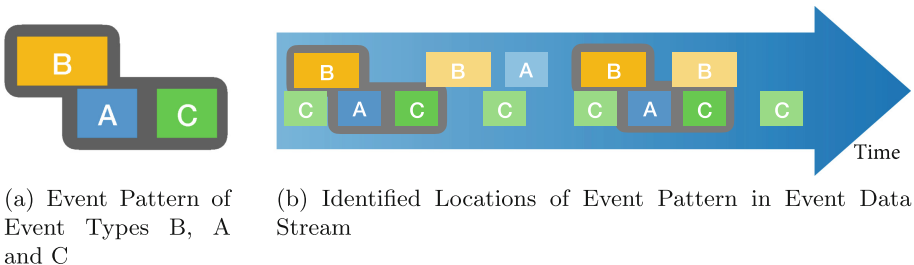 B
A C
B B A B B
C A C C C A C C
Time
(a) Event Pattern of
Event Types B, A
and C
(b) Identified Locations of Event Pattern in Event Data
Stream